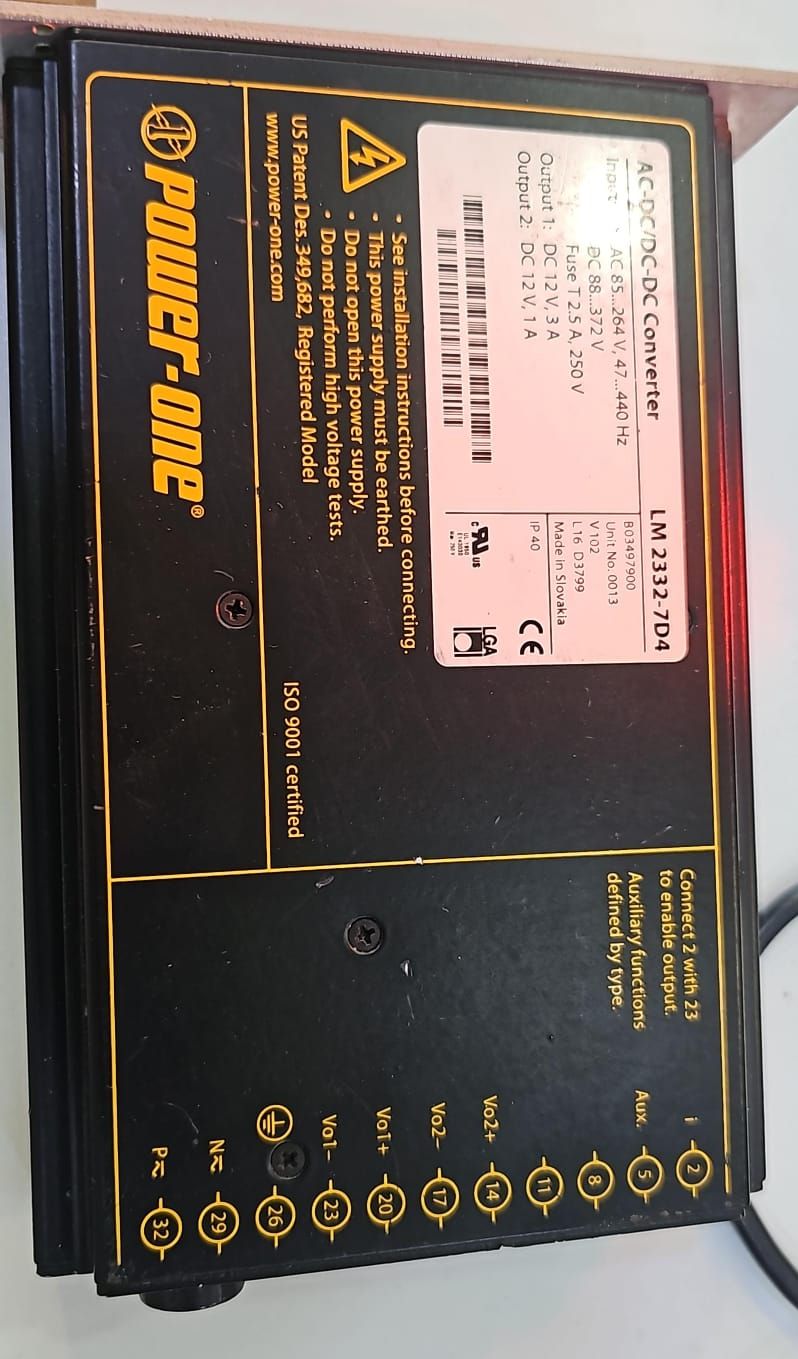 AC-DC/DC-DC Converter
LM 2332-7D4
Input: AC 85...264 V, 47...440 Hz
DC 88...372 V
Fuse T 2.5 A, 250 V
Output 1: DC 12 V, 3 A
Output 2: DC 12 V, 1 A
B03497900
Unit No. 0013
V 102
L16 D3799
Made in Slovakia
IP 40
CE
c RU US
LGA
• See installation instructions before connecting.
• This power supply must be earthed.
• Do not open this power supply.
• Do not perform high voltage tests.
US Patent Des. 349,682, Registered Model
www.power-one.com
ISO 9001 certified
power-one®
Connect 2 with 23
to enable output.
Auxiliary functions
defined by type.
i 2
Aux. 5
8
11
Vo2+ 14
Vo2- 17
Vo1+ 20
Vo1- 23
26
N≂ 29
P≂ 32